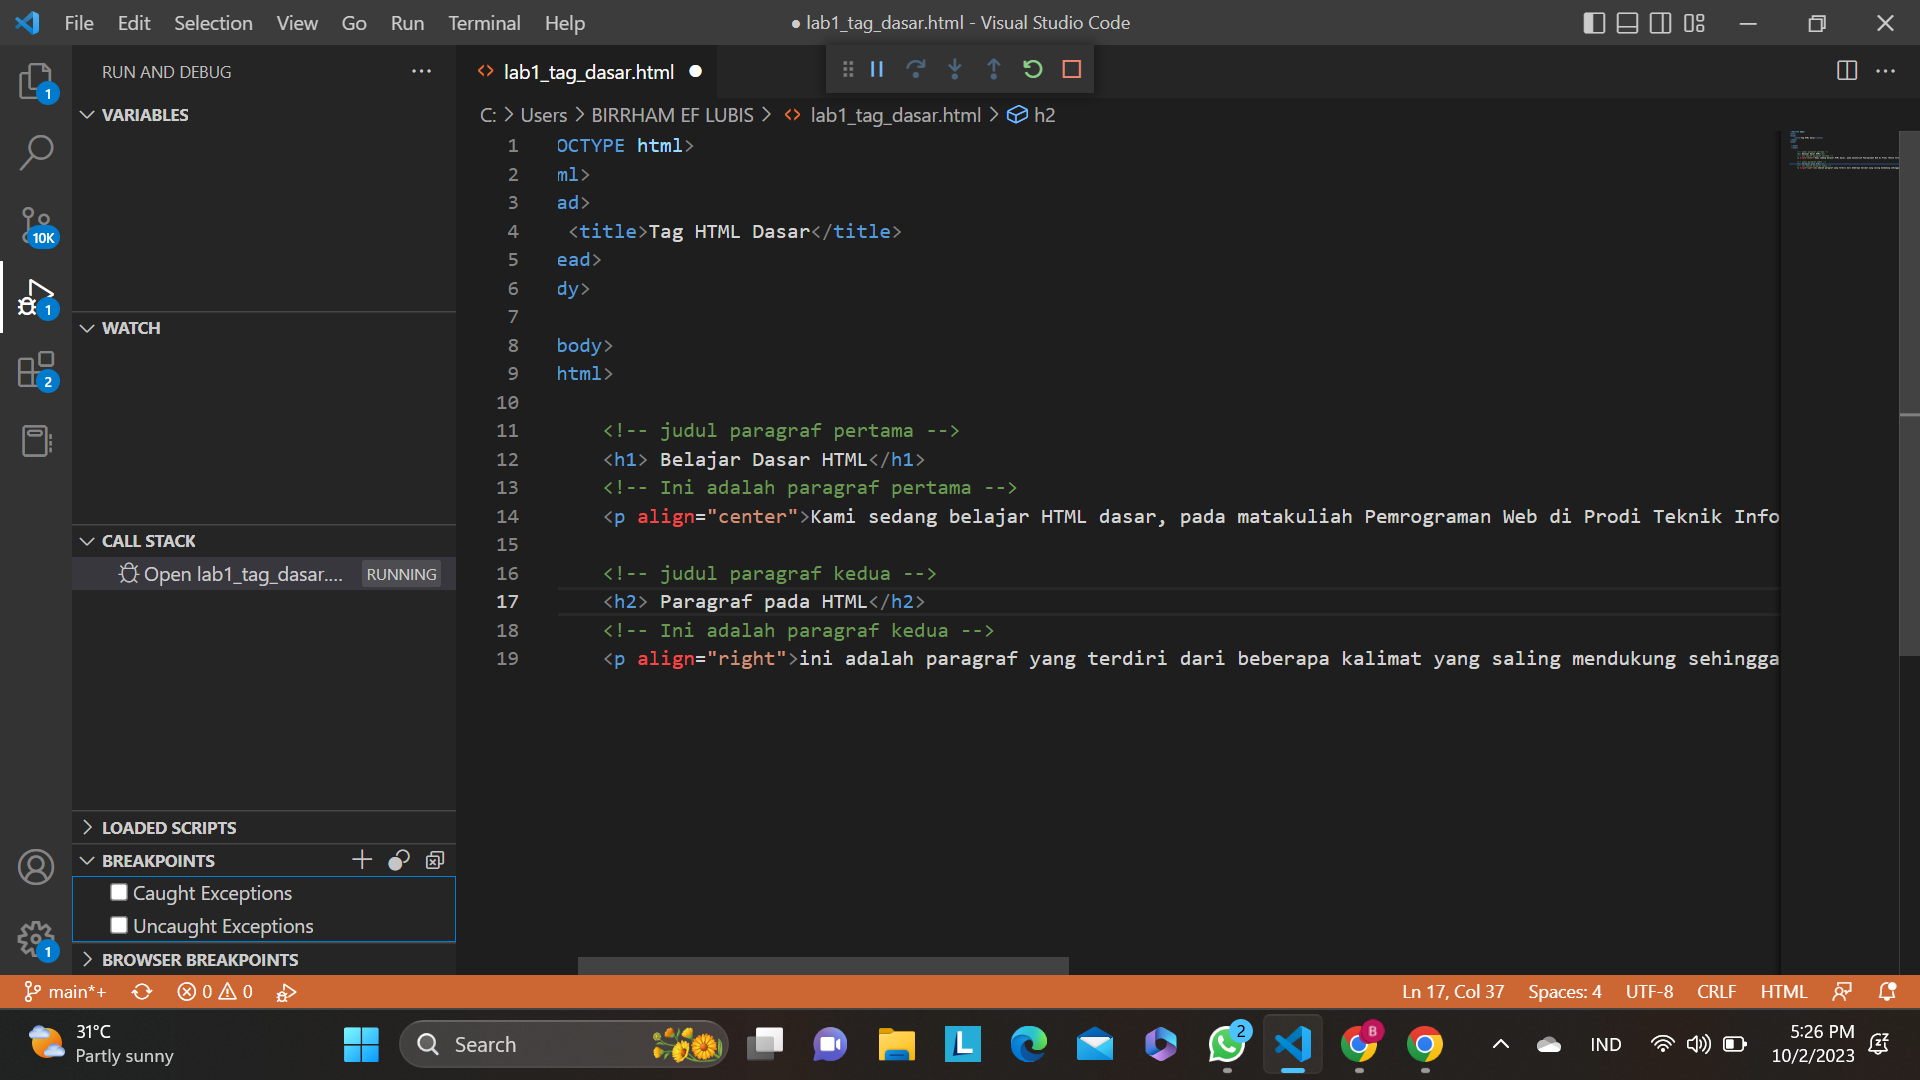 File Edit Selection View Go Run Terminal Help
● lab1_tag_dasar.html - Visual Studio Code
RUN AND DEBUG
VARIABLES
WATCH
CALL STACK
Open lab1_tag_dasar.... RUNNING
LOADED SCRIPTS
BREAKPOINTS
Caught Exceptions
Uncaught Exceptions
BROWSER BREAKPOINTS
1
10K
1
2
1
lab1_tag_dasar.html
C: > Users > BIRRHAM EF LUBIS > lab1_tag_dasar.html > h2
1 OCTYPE html>
2 ml>
3 ad>
4 <title>Tag HTML Dasar</title>
5 ead>
6 dy>
7
8 body>
9 html>
10
11 <!-- judul paragraf pertama -->
12 <h1> Belajar Dasar HTML</h1>
13 <!-- Ini adalah paragraf pertama -->
14 <p align="center">Kami sedang belajar HTML dasar, pada matakuliah Pemrograman Web di Prodi Teknik Info
15
16 <!-- judul paragraf kedua -->
17 <h2> Paragraf pada HTML</h2>
18 <!-- Ini adalah paragraf kedua -->
19 <p align="right">ini adalah paragraf yang terdiri dari beberapa kalimat yang saling mendukung sehingga
main*+ 0 0 Ln 17, Col 37 Spaces: 4 UTF-8 CRLF HTML
31°C
Partly sunny
Search
L
2
B
IND
5:26 PM
10/2/2023